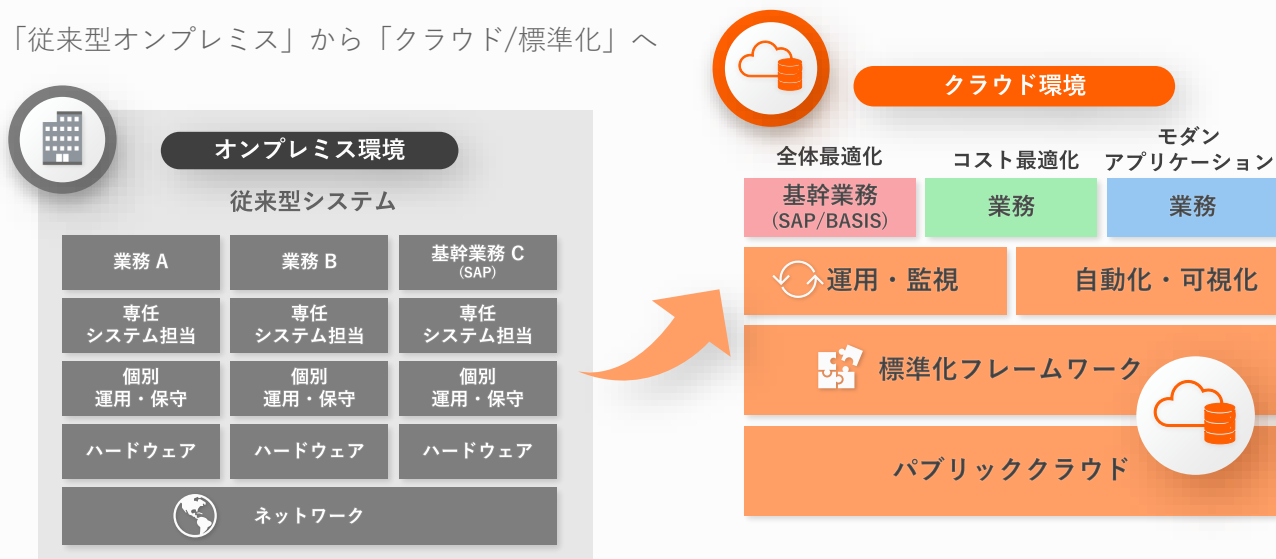 「従来型オンプレミス」から「クラウド/標準化」へ
オンプレミス環境
従来型システム
業務 A
業務 B
基幹業務 C
(SAP)
専任
システム担当
専任
システム担当
専任
システム担当
個別
運用・保守
個別
運用・保守
個別
運用・保守
ハードウェア
ハードウェア
ハードウェア
ネットワーク
クラウド環境
全体最適化
コスト最適化
モダン
アプリケーション
基幹業務
(SAP/BASIS)
業務
業務
運用・監視
自動化・可視化
標準化フレームワーク
パブリッククラウド